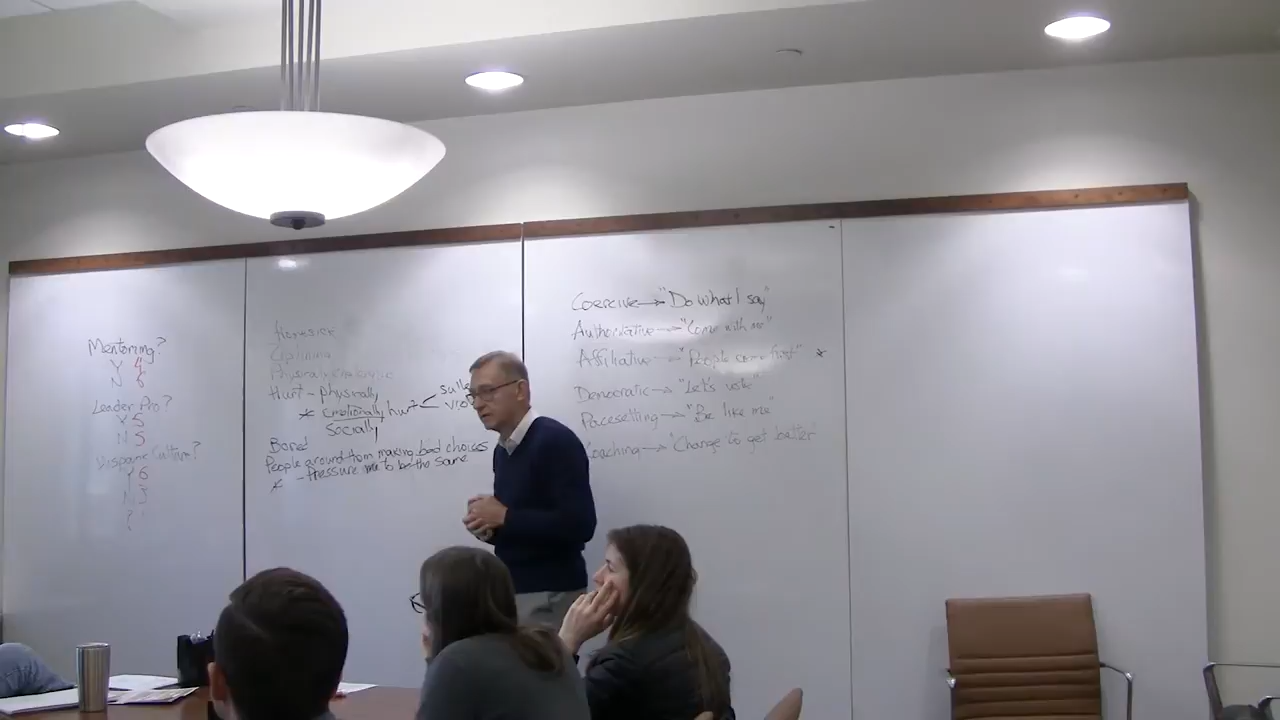 Mentoring?
Y 4
N 6
Leader Pro?
Y 5
N 5
Y 6
N 3
?
Physically
Hurt - physically
* emotionally hurt
socially
Bored
People around them making bad choices
* - Pressure me to be the same
Coercive → "Do what I say"
Authoritative → "Come with me"
Affiliative → "People come first" *
Democratic → "Let's vote"
Pacesetting → "Be like me"
Coaching → "Change to get better"